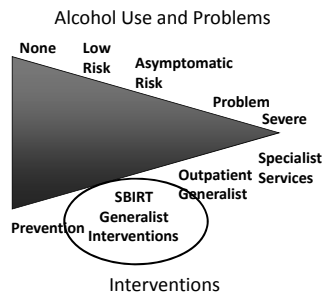 Alcohol Use and Problems
None
Low
Risk
Asymptomatic
Risk
Problem
Severe
Specialist
Services
Outpatient
Generalist
SBIRT
Generalist
Interventions
Prevention
Interventions